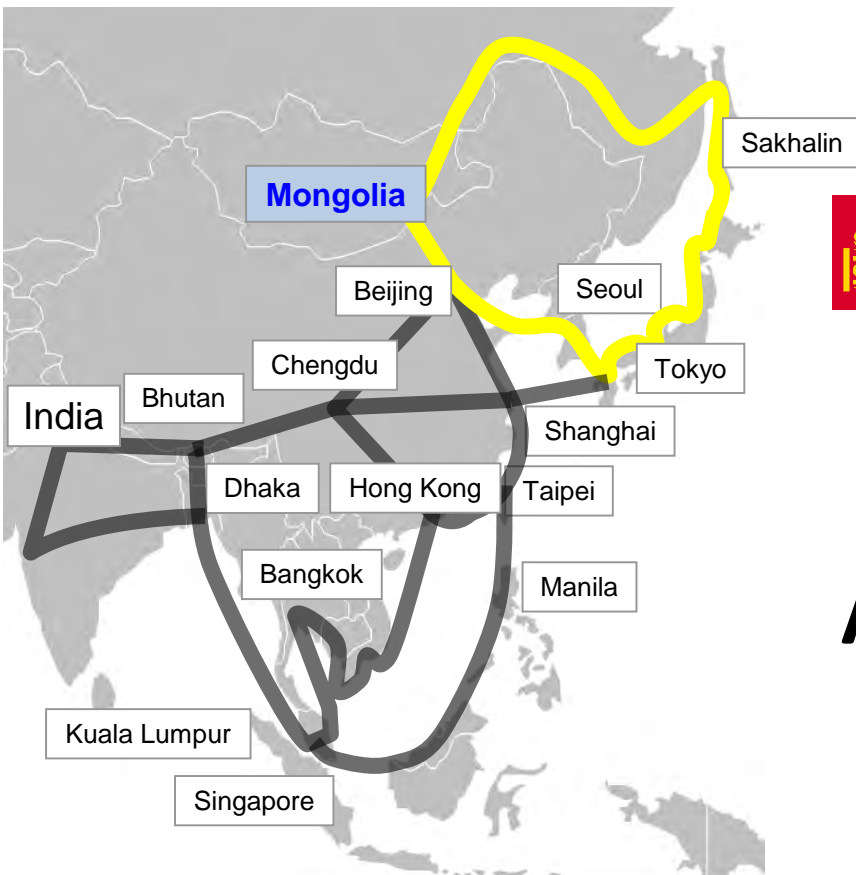 Sakhalin
Mongolia
Beijing
Seoul
Chengdu
Tokyo
Bhutan
India
Shanghai
Dhaka
Hong Kong
Taipei
Bangkok
Manila
Kuala Lumpur
Singapore